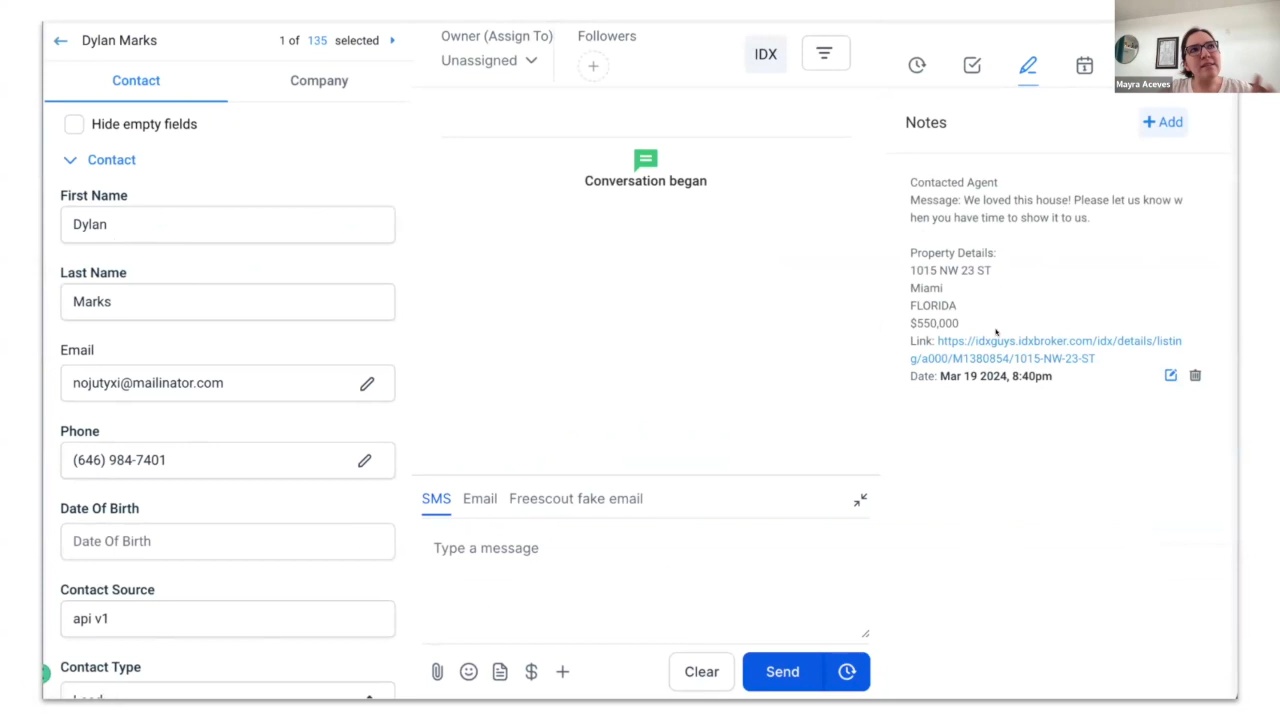 Dylan Marks
1 of 135 selected
Contact
Company
Hide empty fields
Contact
First Name
Dylan
Last Name
Marks
Email
nojutyxi@mailinator.com
Phone
(646) 984-7401
Date Of Birth
Date Of Birth
Contact Source
api v1
Contact Type
Lead
Owner (Assign To)
Unassigned
Followers
IDX
Conversation began
SMS
Email
Freescout fake email
Type a message
Clear
Send
Notes
+ Add
Contacted Agent
Message: We loved this house! Please let us know w
hen you have time to show it to us.
Property Details:
1015 NW 23 ST
Miami
FLORIDA
$550,000
Link: https://idxguys.idxbroker.com/idx/details/listin
g/a000/M1380854/1015-NW-23-ST
Date: Mar 19 2024, 8:40pm
Mayra Aceves